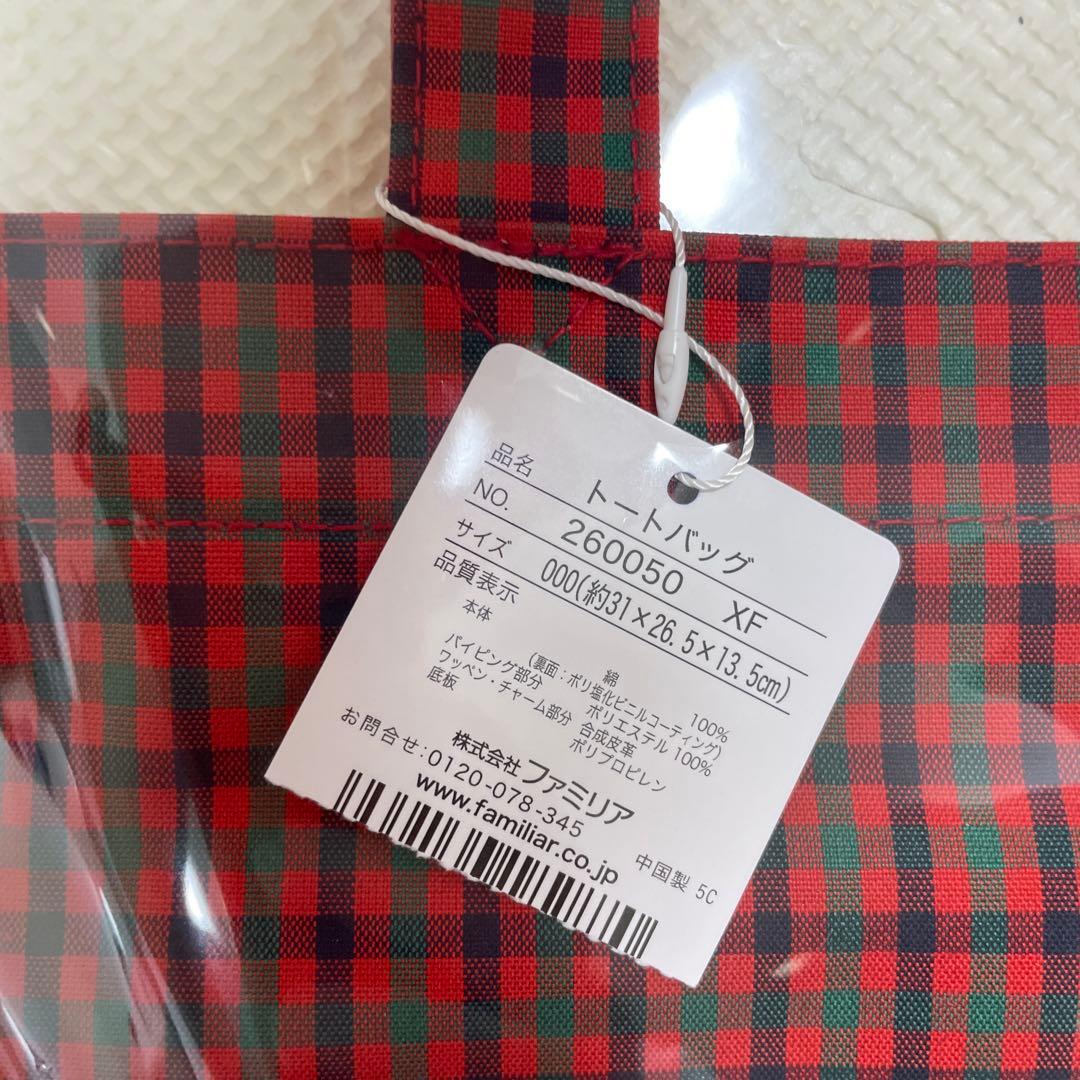 品名 トートバッグ
NO. 260050 XF
サイズ 000(約31×26.5×13.5cm)
品質表示
本体 綿 100%
(裏面:ポリ塩化ビニルコーティング)
パイピング部分 ポリエステル 100%
ワッペン・チャーム部分 合成皮革
底板 ポリプロピレン
株式会社 ファミリア
お問合せ:0120-078-345
www.familiar.co.jp
中国製 5C